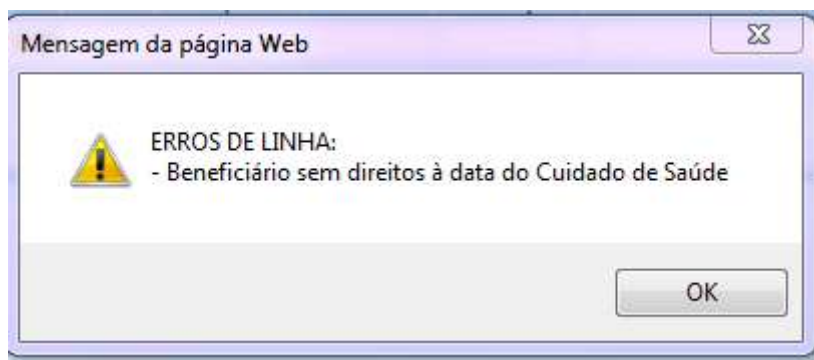 Mensagem da página Web
ERROS DE LINHA:
- Beneficiário sem direitos à data do Cuidado de Saúde
OK